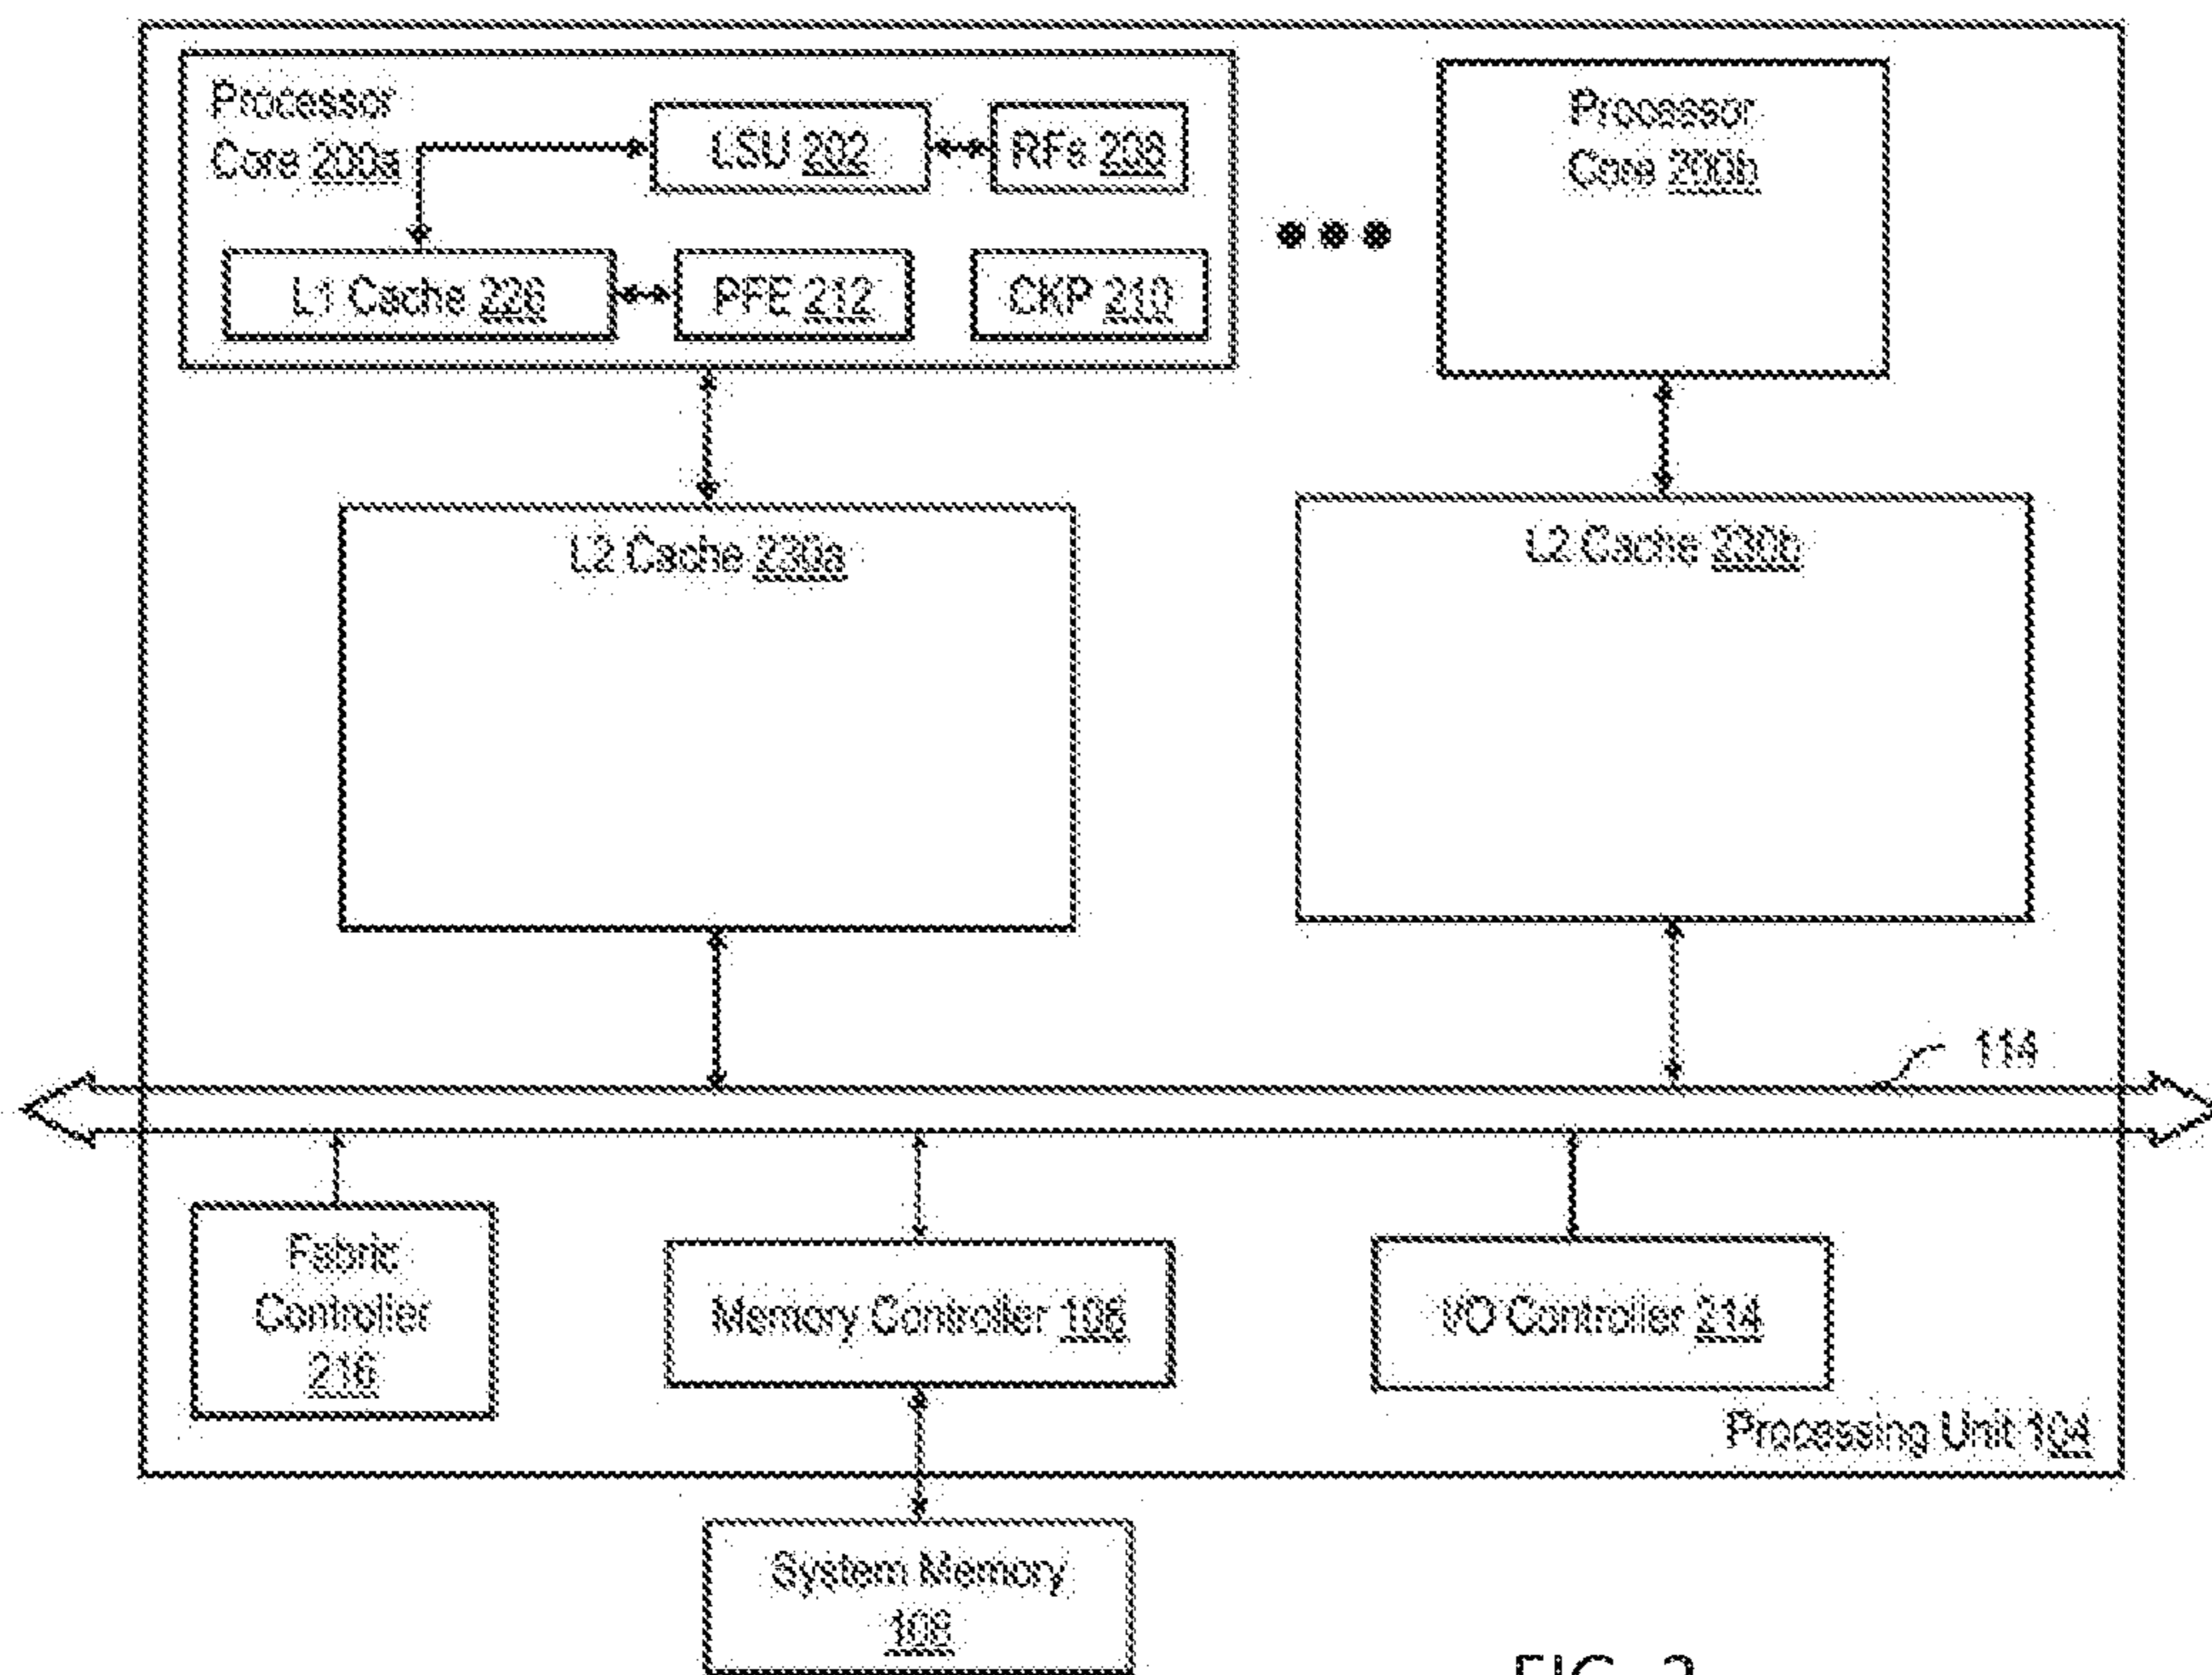 Processor
Core 200a
LSU 202
RFs 208
L1 Cache 226
PFE 212
CKP 210
Processor
Core 200b
L2 Cache 230a
L2 Cache 230b
114
Fabric
Controller
216
Memory Controller 106
I/O Controller 214
Processing Unit 104
System Memory
108